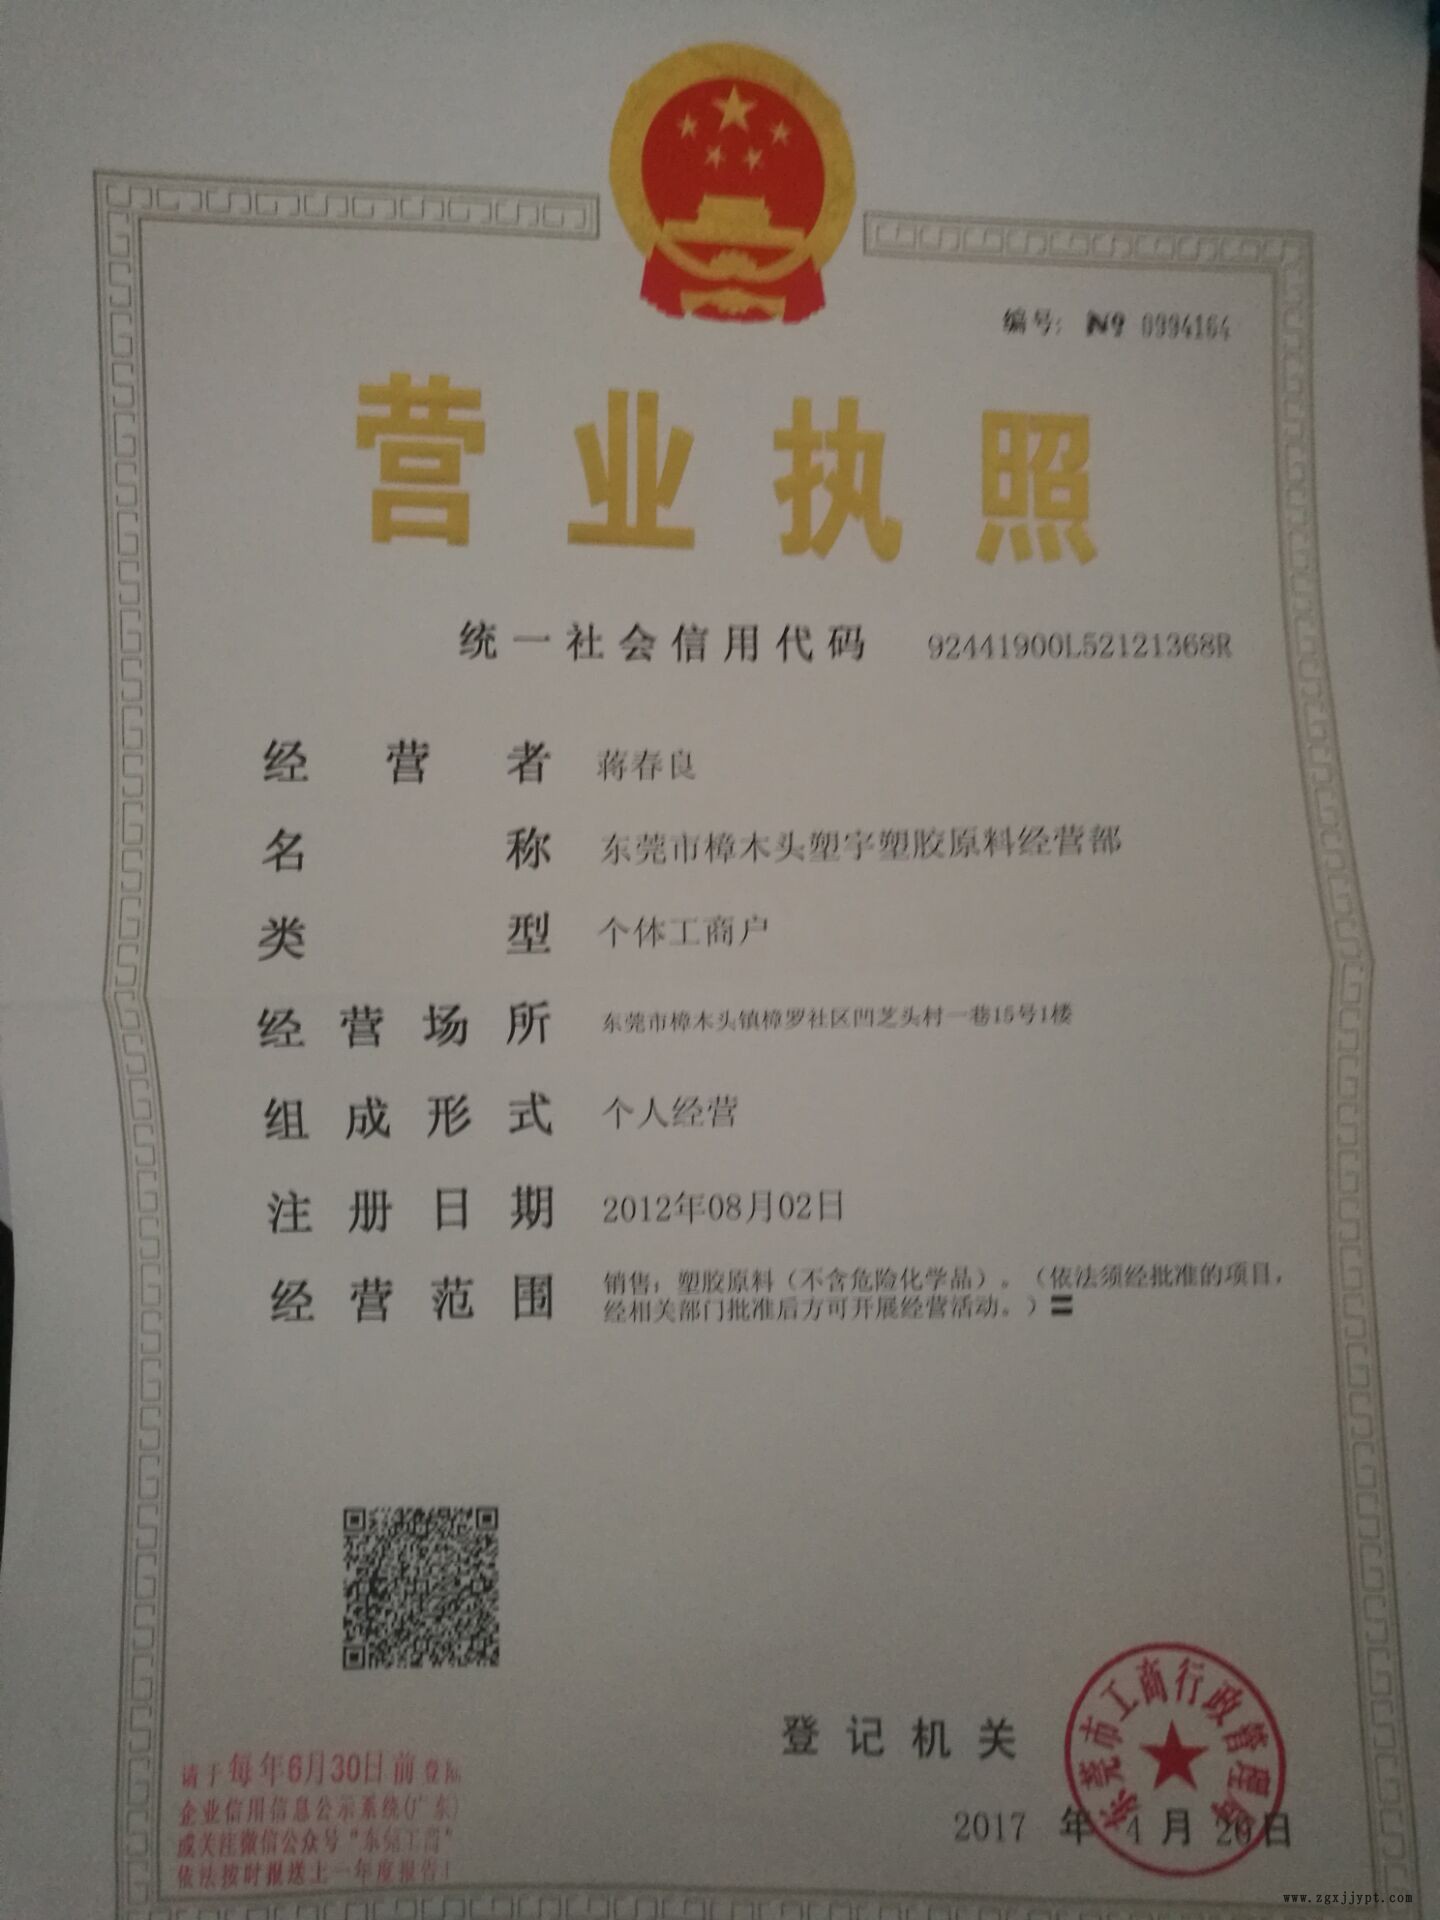 编号: №  0994164
营业执照
统一社会信用代码 92441900L52121368R
经营者 蒋春良
名称 东莞市樟木头塑宇塑胶原料经营部
类型 个体工商户
经营场所 东莞市樟木头镇樟罗社区凹芝头村一巷15号1楼
组成形式 个人经营
注册日期 2012年08月02日
经营范围 销售：塑胶原料（不含危险化学品）。（依法须经批准的项目，
经相关部门批准后方可开展经营活动。）〓
登记机关
东莞市工商行政管理局
2017 年 4 月 20日
请于每年6月30日前登陆
企业信用信息公示系统(广东)
或关注微信公众号“东莞工商”
依法按时报送上一年度报告！
www.zgxjjypt.com